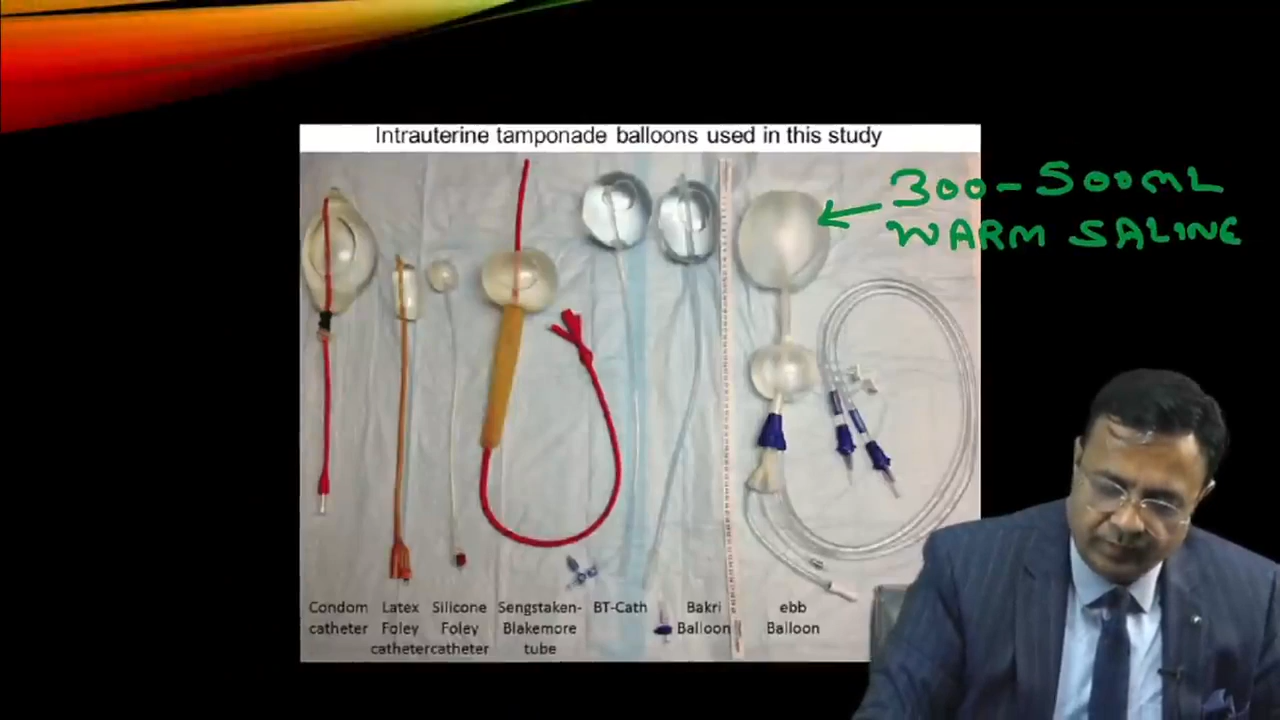 Intrauterine tamponade balloons used in this study
300-500ML
WARM SALINE
Condom catheter
Latex Foley catheter
Silicone Foley catheter
Sengstaken-Blakemore tube
BT-Cath
Bakri Balloon
ebb Balloon